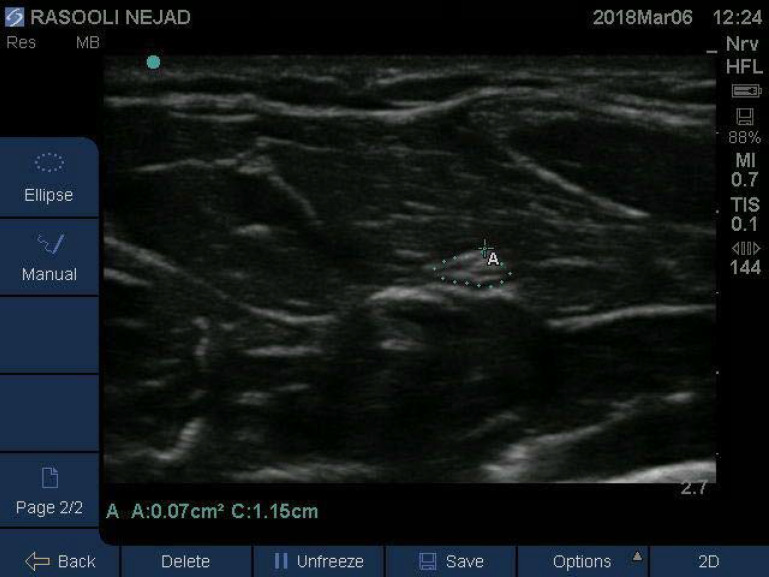 RASOOLI NEJAD 2018Mar06 12:24
Res MB
Nrv
HFL
88%
MI
0.7
TIS
0.1
144
Ellipse
Manual
A
2.7
Page 2/2
A A:0.07cm² C:1.15cm
Back Delete Unfreeze Save Options 2D